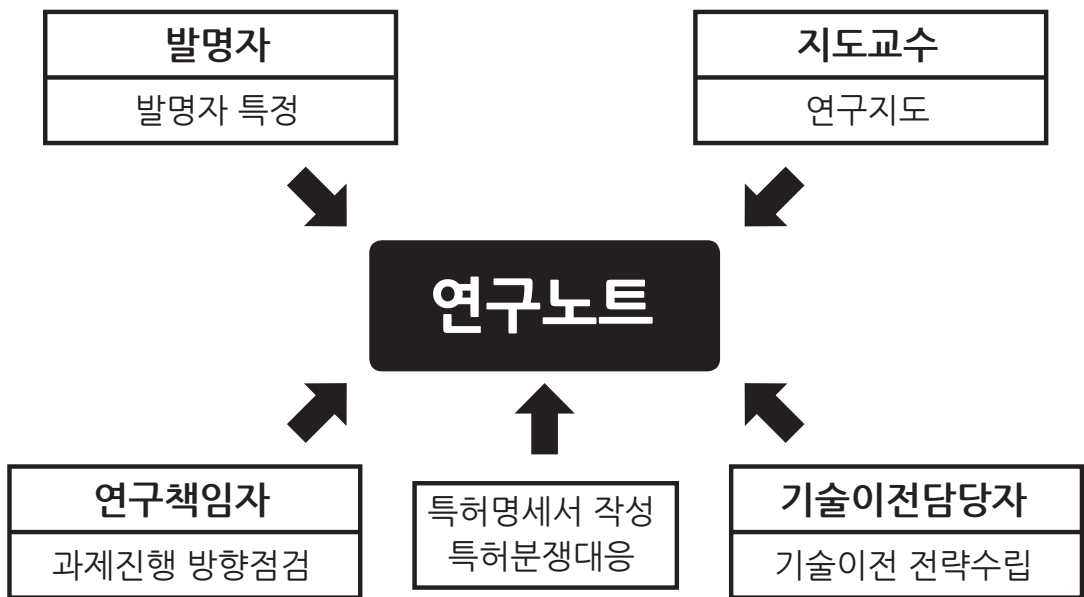 발명자
발명자 특정
지도교수
연구지도
연구노트
연구책임자
과제진행 방향점검
특허명세서 작성
특허분쟁대응
기술이전담당자
기술이전 전략수립